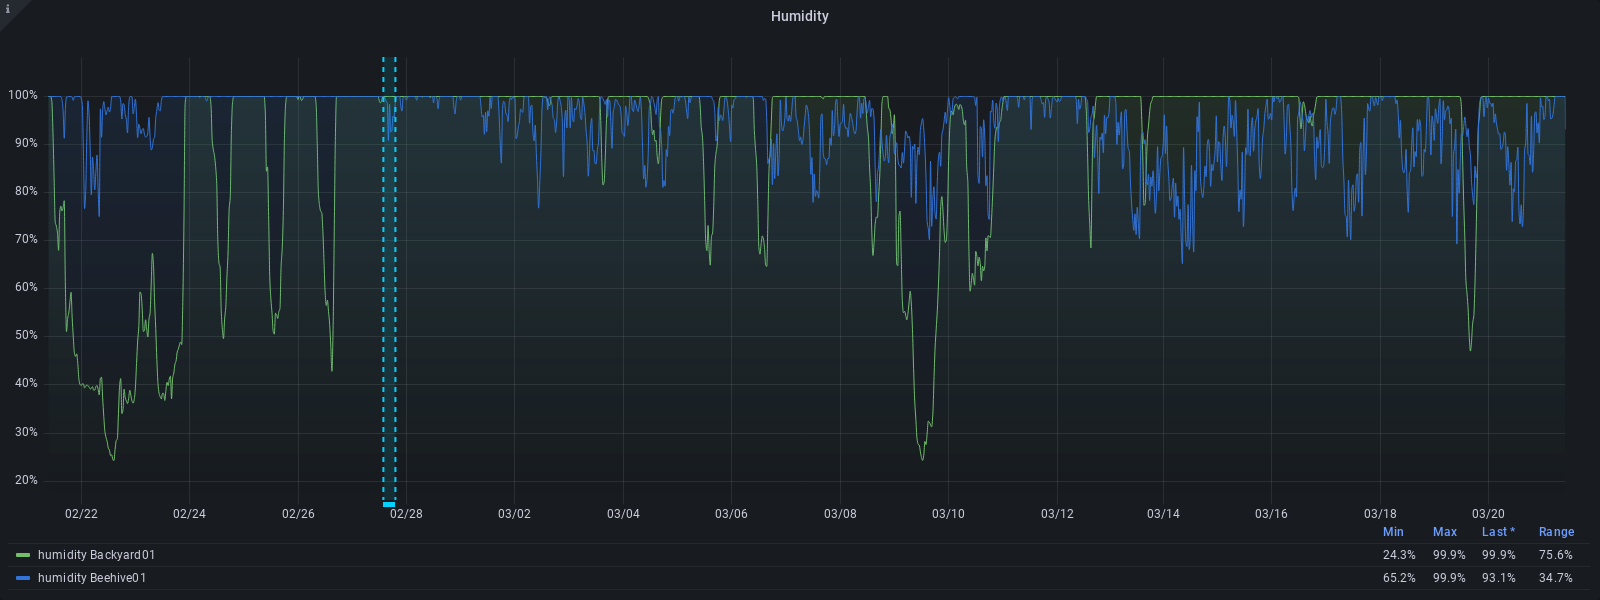 i
Humidity
100%
90%
80%
70%
60%
50%
40%
30%
20%
02/22 02/24 02/26 02/28 03/02 03/04 03/06 03/08 03/10 03/12 03/14 03/16 03/18 03/20
Min Max Last * Range
humidity Backyard01 24.3% 99.9% 99.9% 75.6%
humidity Beehive01 65.2% 99.9% 93.1% 34.7%